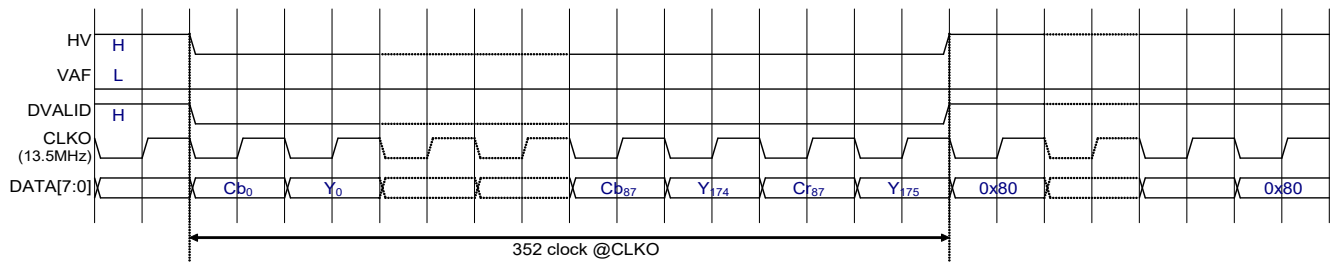 HV H
VAF L
DVALID H
CLKO
(13.5MHz)
DATA[7:0] Cb₀ Y₀ Cb₈₇ Y₁₇₄ Cr₈₇ Y₁₇₅ 0x80 0x80
352 clock @CLKO